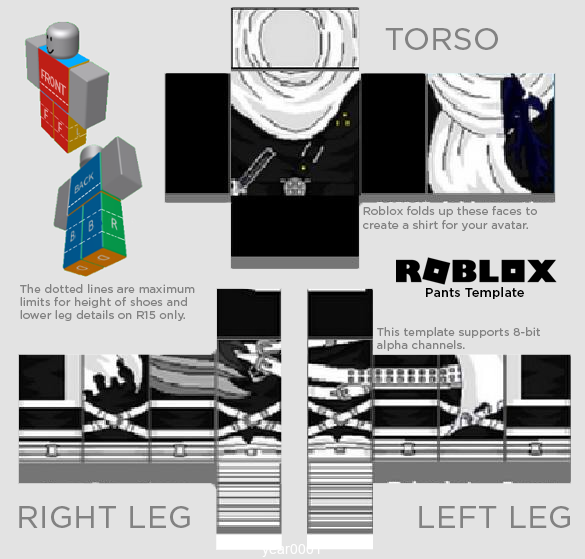 TORSO
FRONT
F
F
L
BACK
B
B
R
Roblox folds up these faces to
create a shirt for your avatar.
ROBLOX
Pants Template
The dotted lines are maximum
limits for height of shoes and
lower leg details on R15 only.
This template supports 8-bit
alpha channels.
RIGHT LEG
LEFT LEG